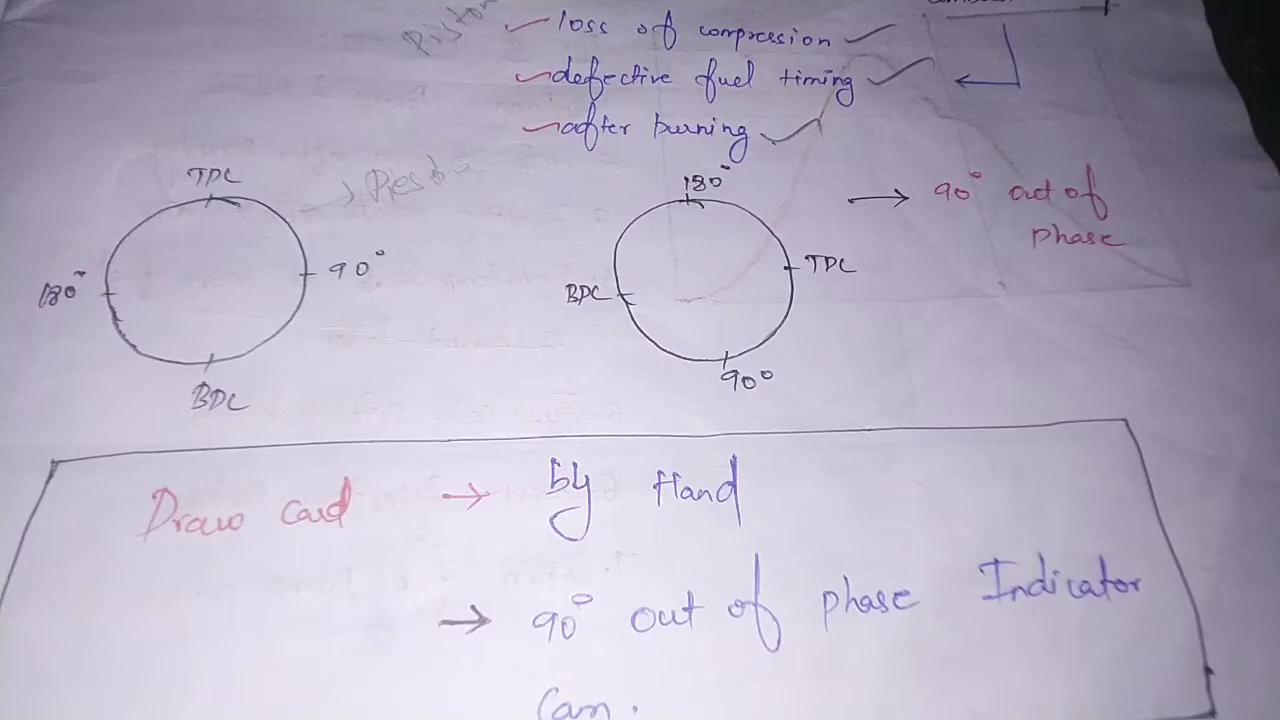 Piston
loss of compression
defective fuel timing
after burning
TDC
180°
90°
BDC
180°
TDC
BDC
90°
90° out of
phase
Draw card → by Hand
→ 90° out of phase Indicator
Cam.